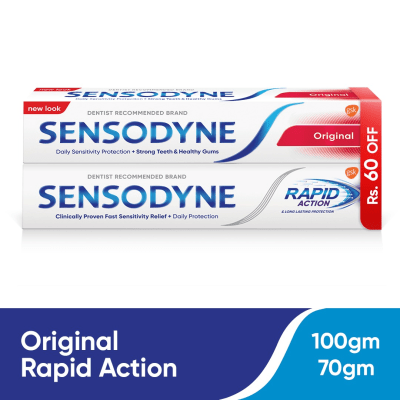 new look
DENTIST RECOMMENDED BRAND
SENSODYNE
Daily Sensitivity Protection + Strong Teeth & Healthy Gums
Original
gsk
Rs. 60 OFF
DENTIST RECOMMENDED BRAND
SENSODYNE
Clinically Proven Fast Sensitivity Relief + Daily Protection
RAPID
ACTION
& LONG LASTING PROTECTION
gsk
Original
Rapid Action
100gm
70gm